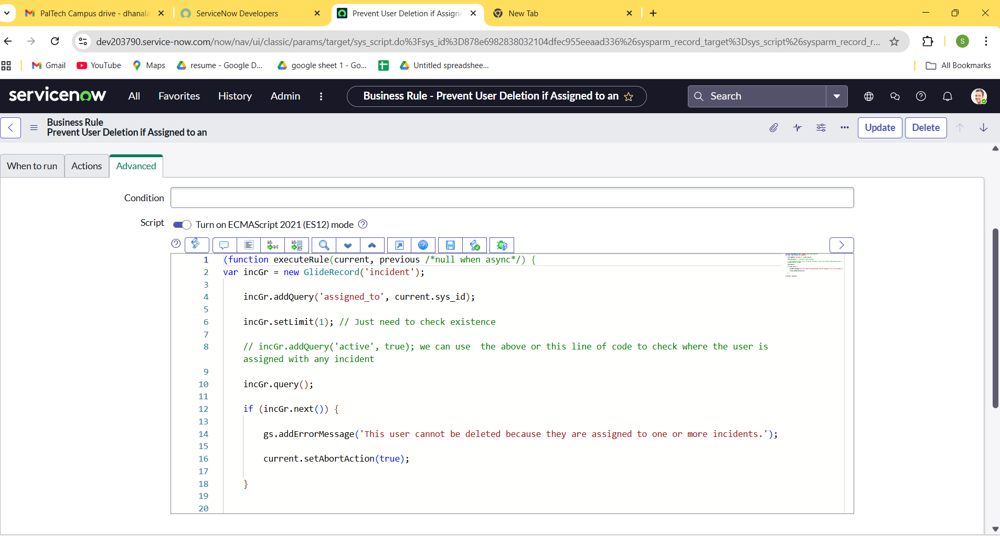 PalTech Campus drive - dhanala
ServiceNow Developers
Prevent User Deletion if Assigne
New Tab
dev203790.service-now.com/now/nav/ui/classic/params/target/sys_script.do%3Fsys_id%3D878e6982838032104dfec955eeaad336%26sysparm_record_target%3Dsys_script%26sysparm_record_r...
S
Gmail
YouTube
Maps
resume - Google D...
google sheet 1 - Go...
Untitled spreadshee...
All Bookmarks
servicenow
All
Favorites
History
Admin
Business Rule - Prevent User Deletion if Assigned to an
Search
Business Rule
Prevent User Deletion if Assigned to an
Update
Delete
When to run
Actions
Advanced
Condition
Script
Turn on ECMAScript 2021 (ES12) mode
1 (function executeRule(current, previous /*null when async*/) {
2 var incGr = new GlideRecord('incident');
3
4 incGr.addQuery('assigned_to', current.sys_id);
5
6 incGr.setLimit(1); // Just need to check existence
7
8 // incGr.addQuery('active', true); we can use  the above or this line of code to check where the user is
assigned with any incident
9
10 incGr.query();
11
12 if (incGr.next()) {
13
14 gs.addErrorMessage('This user cannot be deleted because they are assigned to one or more incidents.');
15
16 current.setAbortAction(true);
17
18 }
19
20